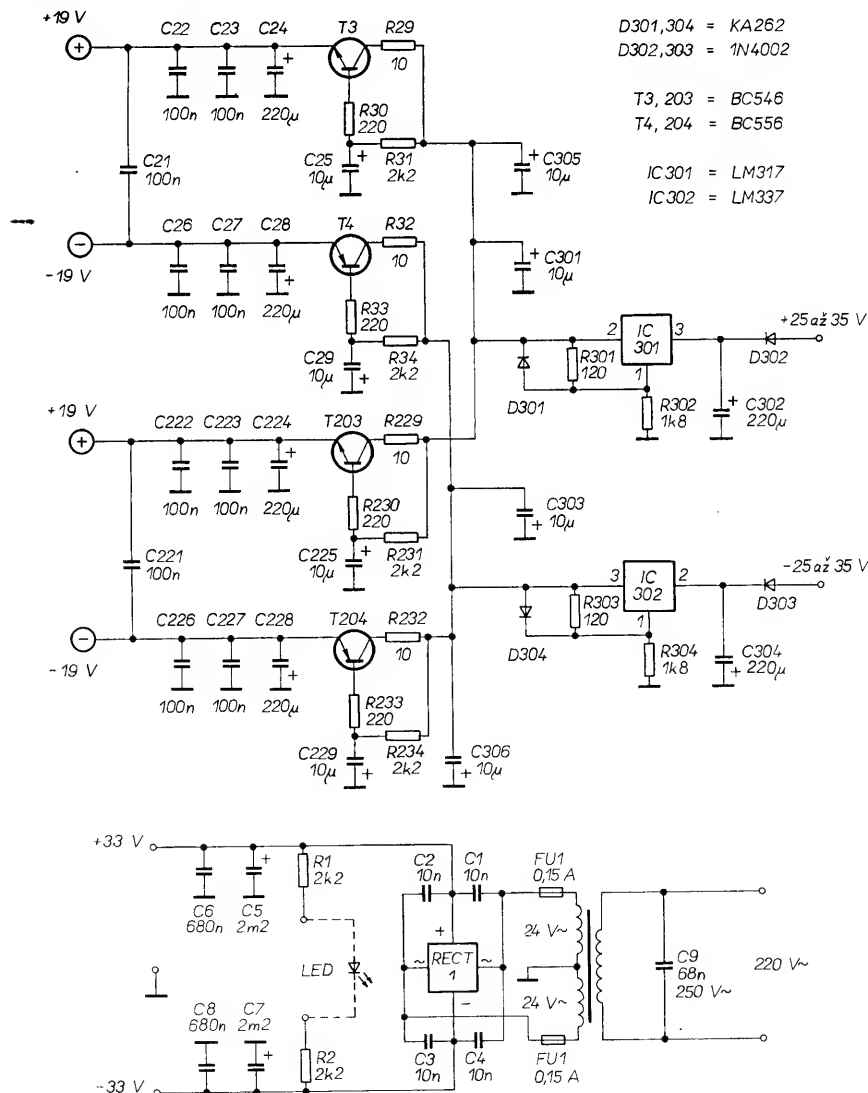 +19 V
C22
C23
C24
T3
R29
10
100n
100n
220μ
R30
220
C25
10μ
R31
2k2
C305
10μ
C21
100n
D301,304 = KA262
D302,303 = 1N4002
T3, 203 = BC546
T4, 204 = BC556
IC301 = LM317
IC302 = LM337
-19 V
C26
C27
C28
T4
R32
10
100n
100n
220μ
C301
10μ
R33
220
C29
10μ
R34
2k2
D301
R301
120
2
IC
301
3
1
R302
1k8
C302
220μ
D302
+25 až 35 V
+19 V
C222
C223
C224
T203
R229
10
100n
100n
220μ
R230
220
C225
10μ
R231
2k2
C303
10μ
C221
100n
D304
R303
120
3
IC
302
2
1
R304
1k8
C304
220μ
D303
-25 až 35 V
-19 V
C226
C227
C228
T204
R232
10
100n
100n
220μ
R233
220
C229
10μ
R234
2k2
C306
10μ
+33 V
C6
680n
C5
2m2
R1
2k2
C2
10n
C1
10n
FU1
0,15 A
LED
+
~
RECT
1
~
-
24 V~
24 V~
C9
68n
250 V~
220 V~
C8
680n
C7
2m2
R2
2k2
C3
10n
C4
10n
FU1
0,15 A
-33 V